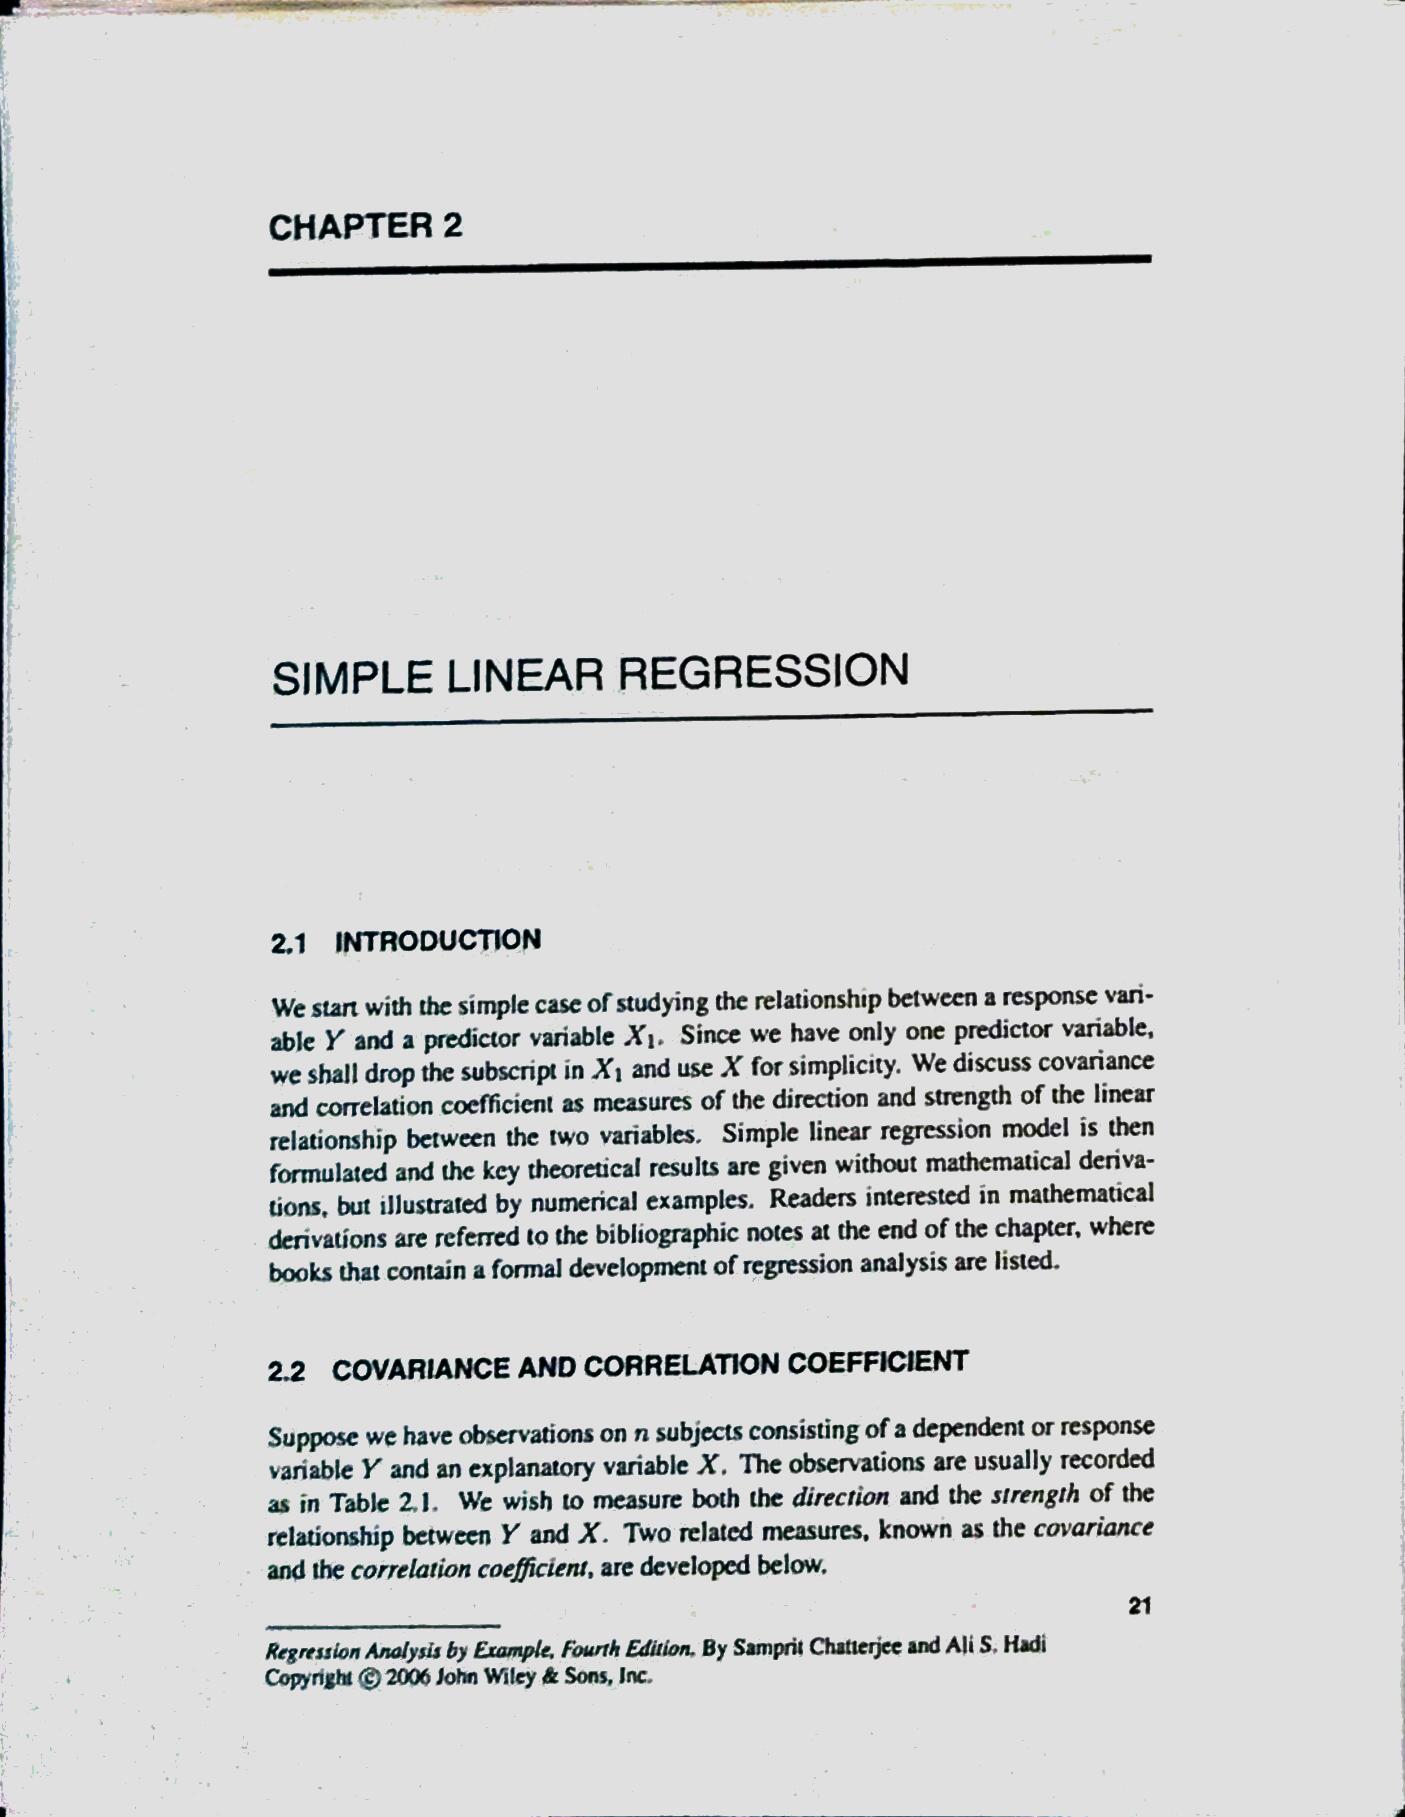 CHAPTER 2
SIMPLE LINEAR REGRESSION
2.1 INTRODUCTION
We start with the simple case of studying the relationship between a response vari-
able Y and a predictor variable X₁. Since we have only one predictor variable,
we shall drop the subscript in X₁ and use X for simplicity. We discuss covariance
and correlation coefficient as measures of the direction and strength of the linear
relationship between the two variables. Simple linear regression model is then
formulated and the key theoretical results are given without mathematical deriva-
tions, but illustrated by numerical examples. Readers interested in mathematical
derivations are referred to the bibliographic notes at the end of the chapter, where
books that contain a formal development of regression analysis are listed.
2.2 COVARIANCE AND CORRELATION COEFFICIENT
Suppose we have observations on n subjects consisting of a dependent or response
variable Y and an explanatory variable X. The observations are usually recorded
as in Table 2.1. We wish to measure both the direction and the strength of the
relationship between Y and X. Two related measures, known as the covariance
and the correlation coefficient, are developed below.
21
Regression Analysis by Example, Fourth Edition. By Samprit Chatterjee and Ali S. Hadi
Copyright © 2006 John Wiley & Sons, Inc.